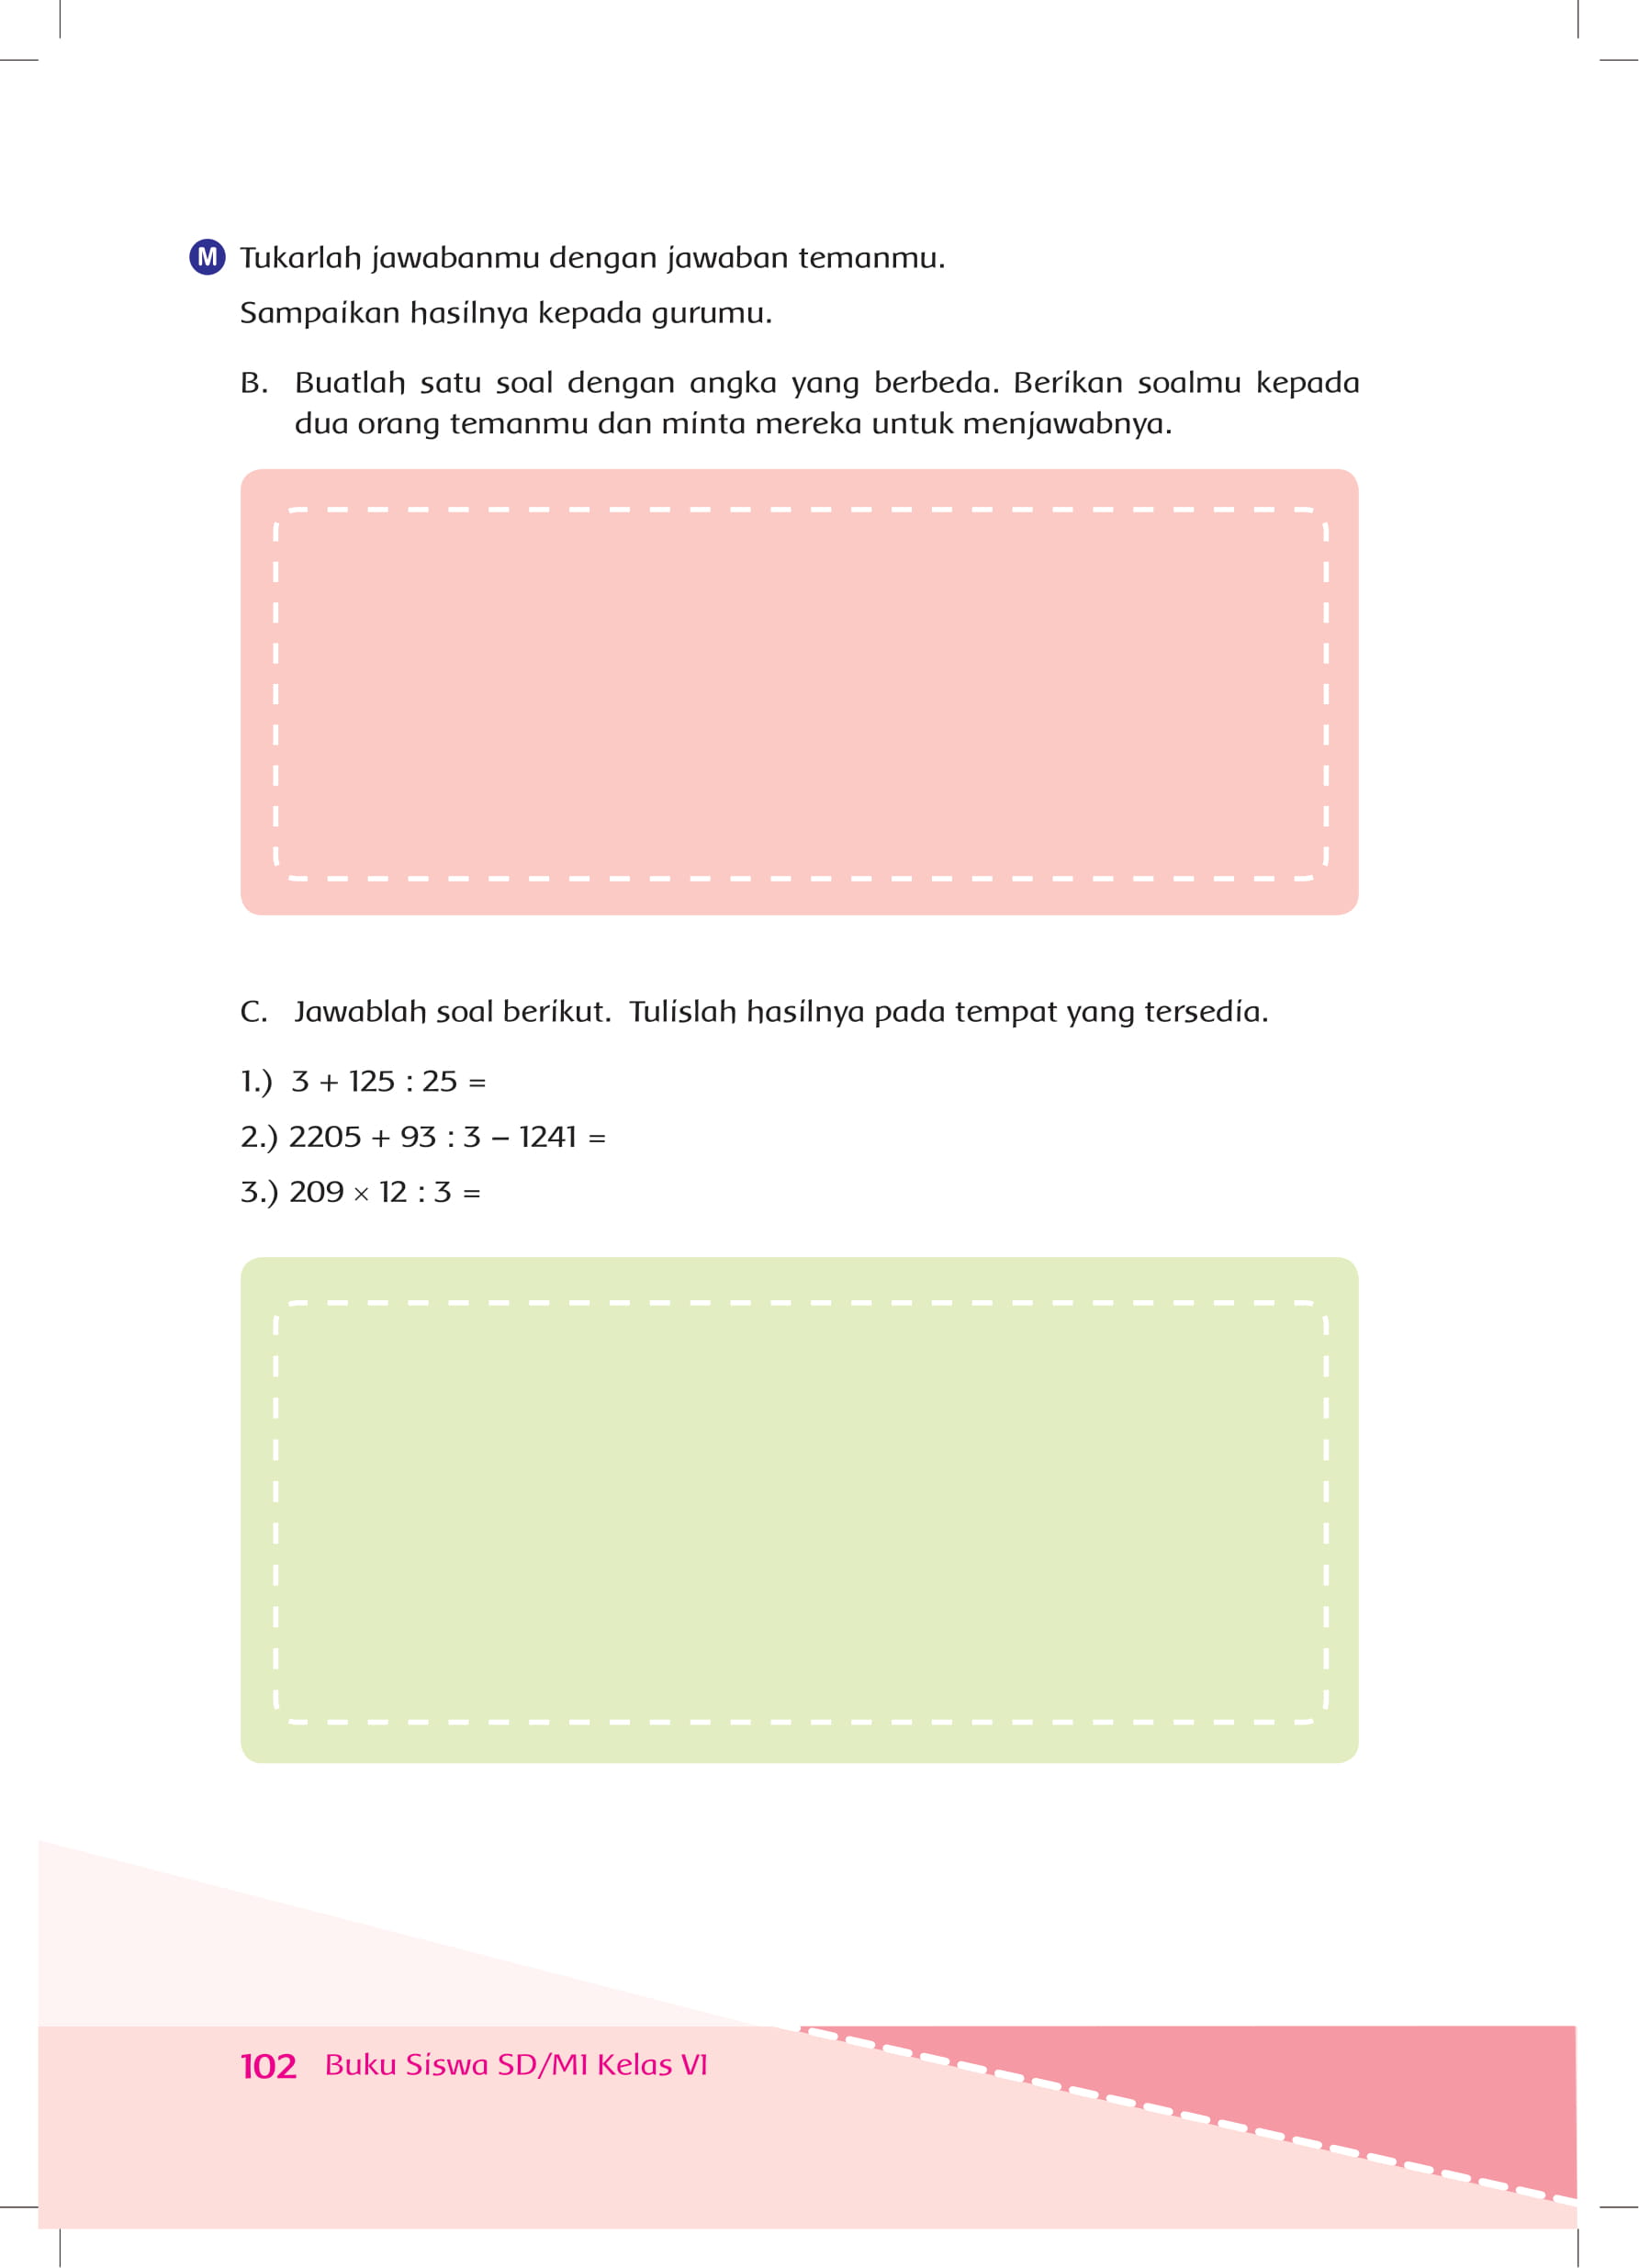 M Tukarlah jawabanmu dengan jawaban temanmu.
Sampaikan hasilnya kepada gurumu.
B. Buatlah satu soal dengan angka yang berbeda. Berikan soalmu kepada
dua orang temanmu dan minta mereka untuk menjawabnya.
C. Jawablah soal berikut. Tulislah hasilnya pada tempat yang tersedia.
1.) 3 + 125 : 25 =
2.) 2205 + 93 : 3 – 1241 =
3.) 209 × 12 : 3 =
102 Buku Siswa SD/MI Kelas VI